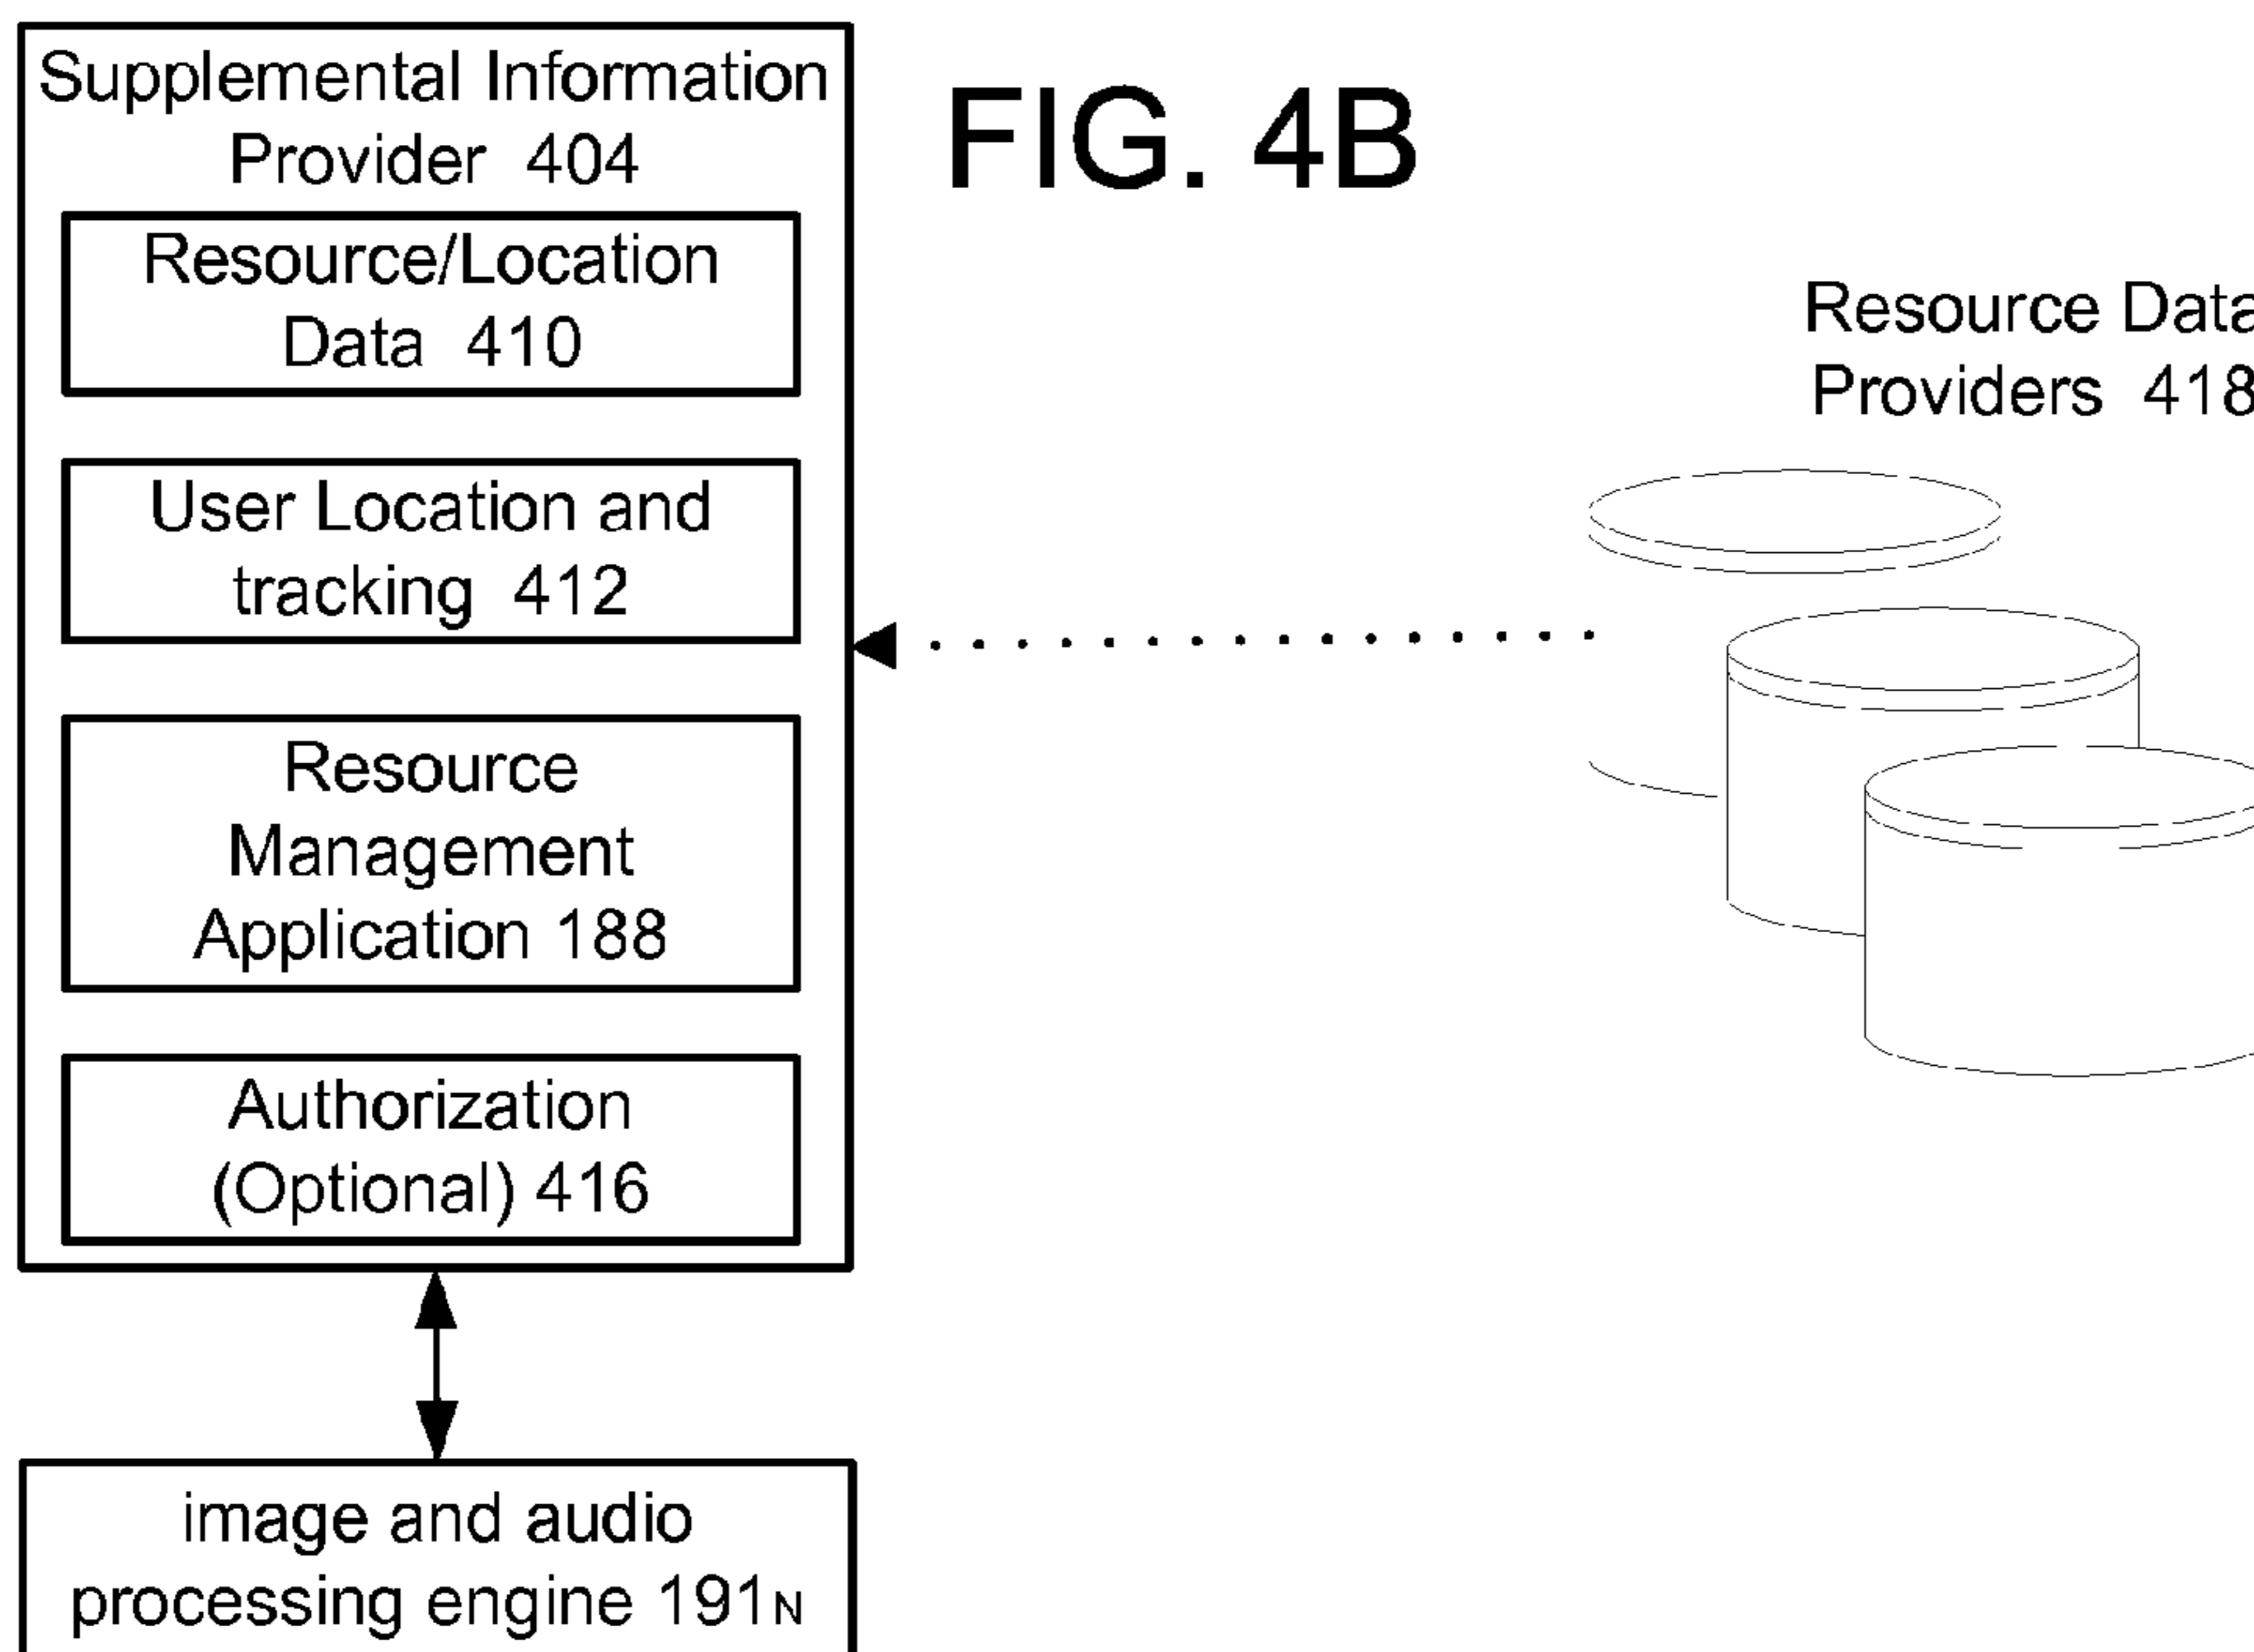 Supplemental Information
Provider 404
FIG. 4B
Resource/Location
Data 410
User Location and
tracking 412
Resource
Management
Application 188
Authorization
(Optional) 416
Resource Data
Providers 418
image and audio
processing engine 191N